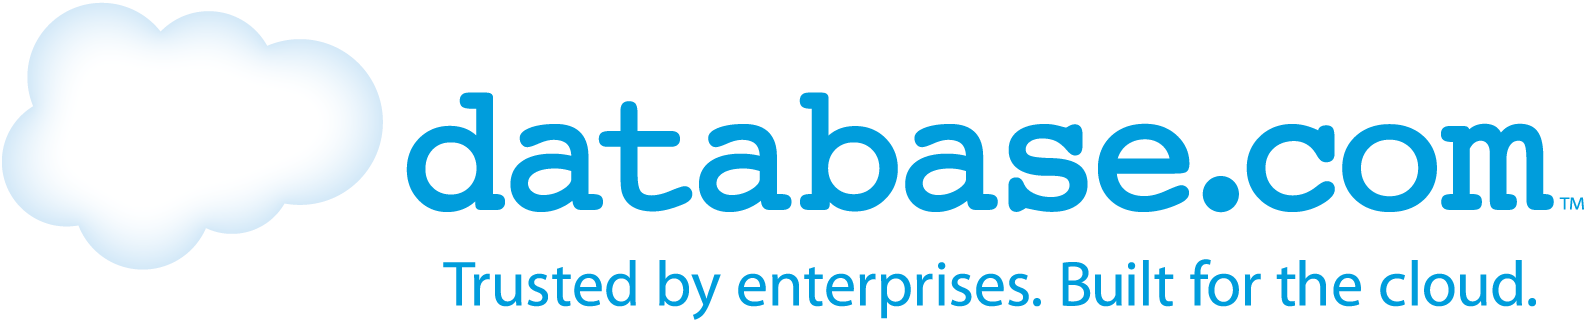 database.com™
Trusted by enterprises. Built for the cloud.